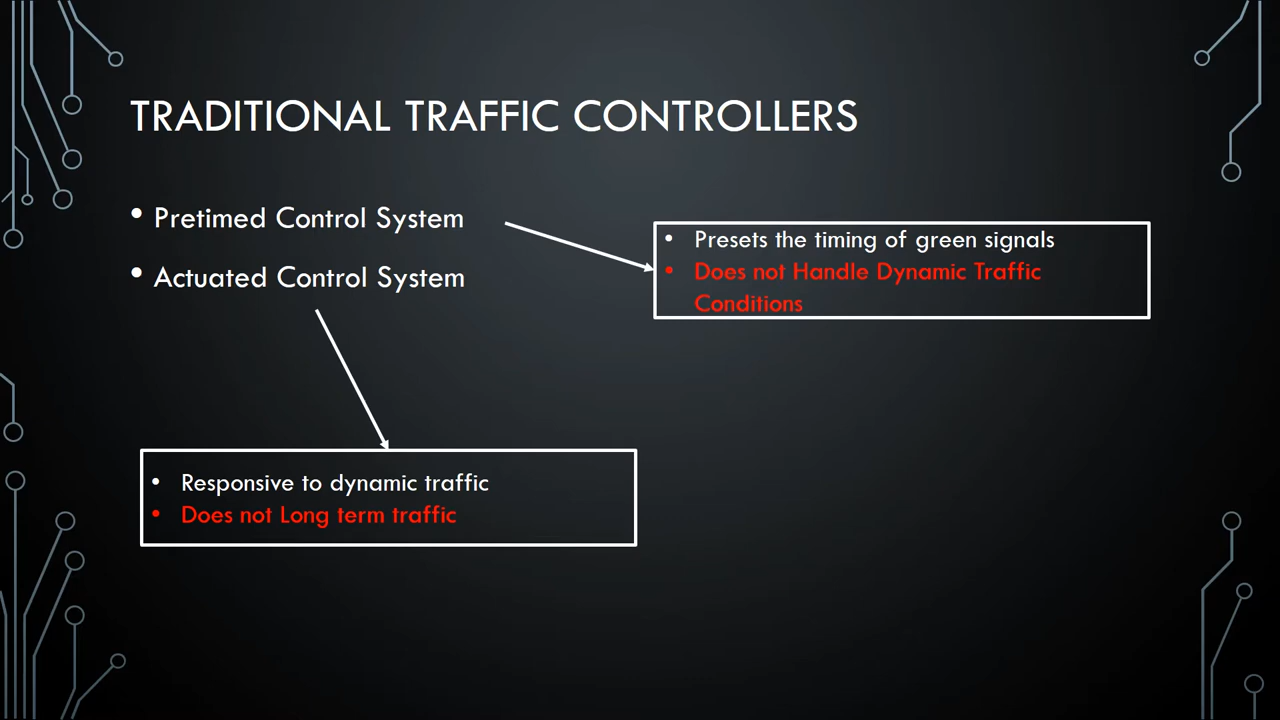 TRADITIONAL TRAFFIC CONTROLLERS
• Pretimed Control System
• Actuated Control System
• Presets the timing of green signals
• Does not Handle Dynamic Traffic
Conditions
• Responsive to dynamic traffic
• Does not Long term traffic